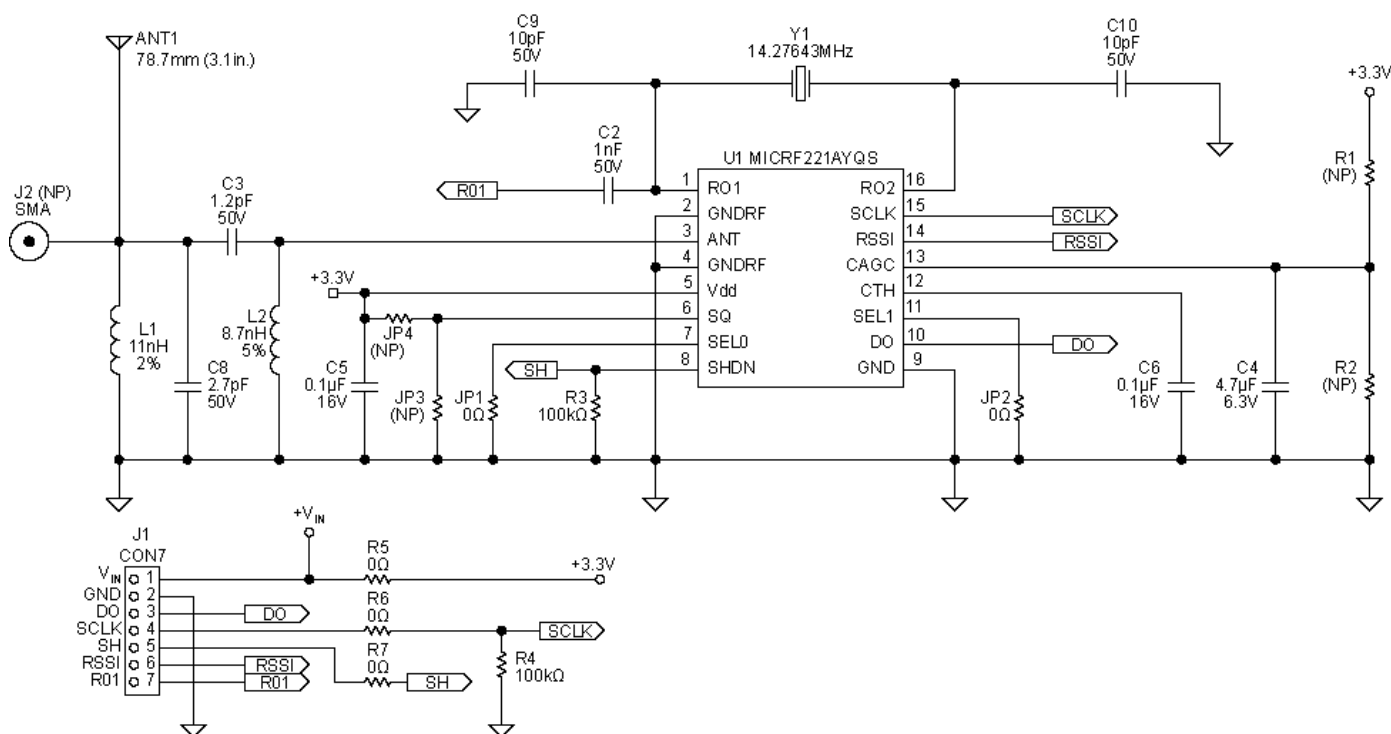 ANT1
78.7mm (3.1in.)
C9
10pF
50V
Y1
14.27643MHz
C10
10pF
50V
+3.3V
C2
1nF
50V
R01
U1 MICRF221AYQS
R1
(NP)
J2 (NP)
SMA
C3
1.2pF
50V
1 RO1 RO2 16
2 GNDRF SCLK 15
SCLK
3 ANT RSSI 14
RSSI
4 GNDRF CAGC 13
5 Vdd CTH 12
6 SQ SEL1 11
7 SEL0 DO 10
DO
8 SHDN GND 9
+3.3V
L1
11nH
2%
L2
8.7nH
5%
C8
2.7pF
50V
JP4
(NP)
C5
0.1µF
16V
JP3
(NP)
JP1
0Ω
SH
R3
100kΩ
JP2
0Ω
C6
0.1µF
16V
C4
4.7µF
6.3V
R2
(NP)
+VIN
J1
CON7
VIN 1
GND 2
DO 3
SCLK 4
SH 5
RSSI 6
R01 7
R5
0Ω
+3.3V
DO
R6
0Ω
SCLK
R7
0Ω
R4
100kΩ
RSSI
R01
SH